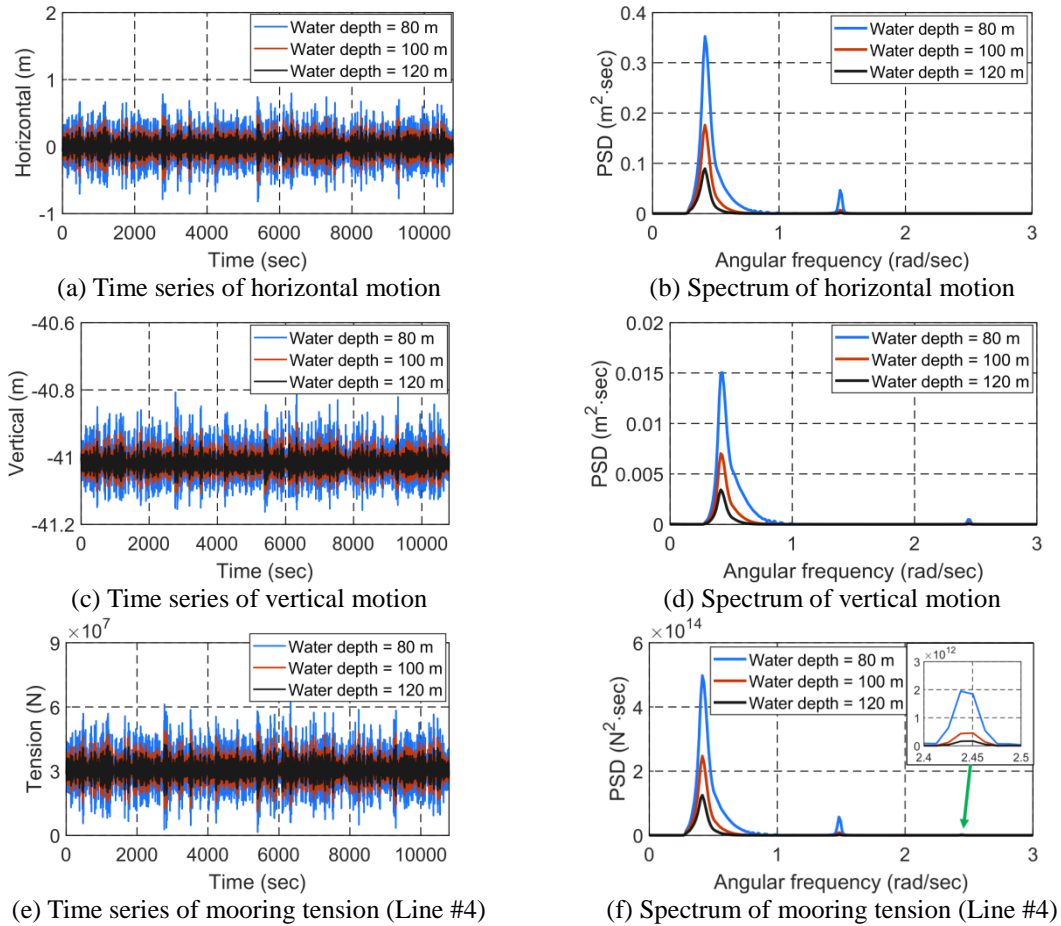 2
1
0
-1
Horizontal (m)
Water depth = 80 m
Water depth = 100 m
Water depth = 120 m
0 2000 4000 6000 8000 10000
Time (sec)
(a) Time series of horizontal motion
0.4
0.3
0.2
0.1
0
PSD (m²·sec)
Water depth = 80 m
Water depth = 100 m
Water depth = 120 m
0 1 2 3
Angular frequency (rad/sec)
(b) Spectrum of horizontal motion
-40.6
-40.8
-41
-41.2
Vertical (m)
Water depth = 80 m
Water depth = 100 m
Water depth = 120 m
0 2000 4000 6000 8000 10000
Time (sec)
(c) Time series of vertical motion
0.02
0.015
0.01
0.005
0
PSD (m²·sec)
Water depth = 80 m
Water depth = 100 m
Water depth = 120 m
0 1 2 3
Angular frequency (rad/sec)
(d) Spectrum of vertical motion
×10⁷
9
6
3
0
Tension (N)
Water depth = 80 m
Water depth = 100 m
Water depth = 120 m
0 2000 4000 6000 8000 10000
Time (sec)
(e) Time series of mooring tension (Line #4)
×10¹⁴
6
4
2
0
PSD (N²·sec)
Water depth = 80 m
Water depth = 100 m
Water depth = 120 m
×10¹²
3
2
1
0
2.4 2.45 2.5
0 1 2 3
Angular frequency (rad/sec)
(f) Spectrum of mooring tension (Line #4)